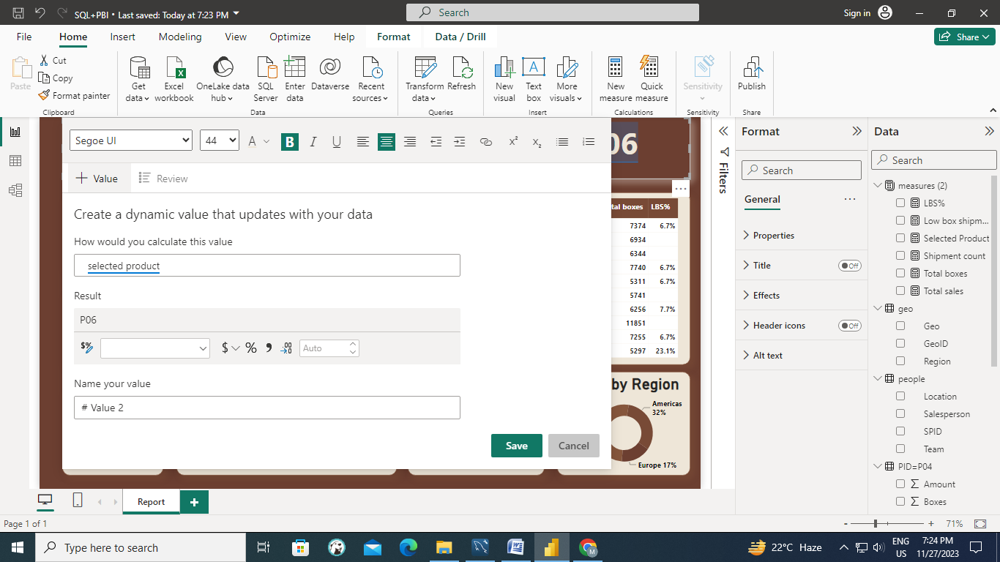 SQL+PBI • Last saved: Today at 7:23 PM
Search
Sign in
File Home Insert Modeling View Optimize Help Format Data / Drill
Share
Paste
Cut
Copy
Format painter
Clipboard
Get data
Excel workbook
OneLake data hub
SQL Server
Enter data
Dataverse
Recent sources
Data
Transform data
Refresh
Queries
New visual
Text box
More visuals
Insert
New measure
Quick measure
Calculations
Sensitivity
Sensitivity
Publish
Share
Segoe UI
44
A
B I U
+ Value
Review
Create a dynamic value that updates with your data
How would you calculate this value
selected product
Result
P06
$ %
Auto
Name your value
# Value 2
Save
Cancel
06
tal boxes LBS%
7374 6.7%
6934
6344
7740 6.7%
5311 6.7%
5741
6256 7.7%
11851
7255 6.7%
5297 23.1%
by Region
Americas
32%
Europe 17%
Filters
Format
Search
General
Properties
Title Off
Effects
Header icons Off
Alt text
Data
Search
measures (2)
LBS%
Low box shipm...
Selected Product
Shipment count
Total boxes
Total sales
geo
Geo
GeoID
Region
people
Location
Salesperson
SPID
Team
PID=P04
Amount
Boxes
Report
Page 1 of 1
- + 71%
Type here to search
22°C Haze
ENG
US
7:24 PM
11/27/2023